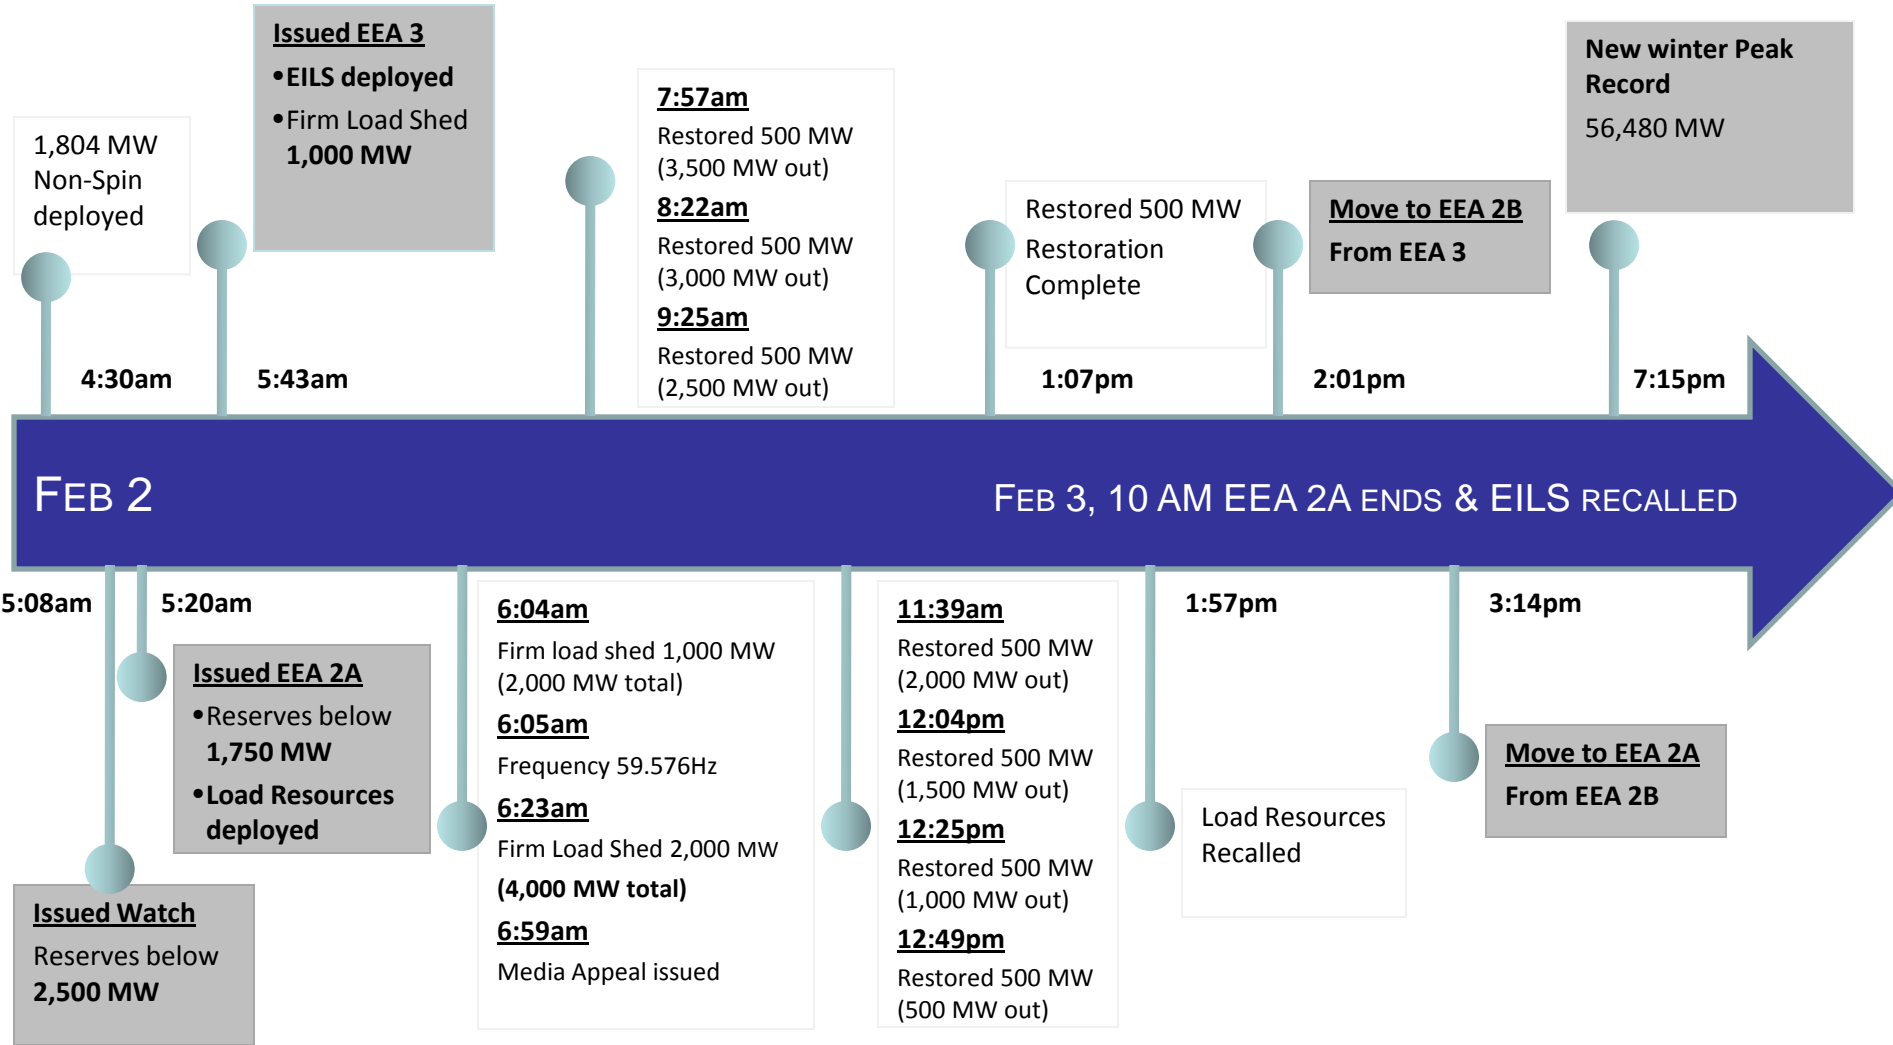 Issued EEA 3
•EILS deployed
•Firm Load Shed
1,000 MW
New winter Peak
Record
56,480 MW
1,804 MW
Non-Spin
deployed
7:57am
Restored 500 MW
(3,500 MW out)
8:22am
Restored 500 MW
(3,000 MW out)
9:25am
Restored 500 MW
(2,500 MW out)
Restored 500 MW
Restoration
Complete
Move to EEA 2B
From EEA 3
4:30am
5:43am
1:07pm
2:01pm
7:15pm
FEB 2
FEB 3, 10 AM EEA 2A ENDS & EILS RECALLED
5:08am
5:20am
1:57pm
3:14pm
Issued EEA 2A
•Reserves below
1,750 MW
•Load Resources
deployed
Issued Watch
Reserves below
2,500 MW
6:04am
Firm load shed 1,000 MW
(2,000 MW total)
6:05am
Frequency 59.576Hz
6:23am
Firm Load Shed 2,000 MW
(4,000 MW total)
6:59am
Media Appeal issued
11:39am
Restored 500 MW
(2,000 MW out)
12:04pm
Restored 500 MW
(1,500 MW out)
12:25pm
Restored 500 MW
(1,000 MW out)
12:49pm
Restored 500 MW
(500 MW out)
Load Resources
Recalled
Move to EEA 2A
From EEA 2B